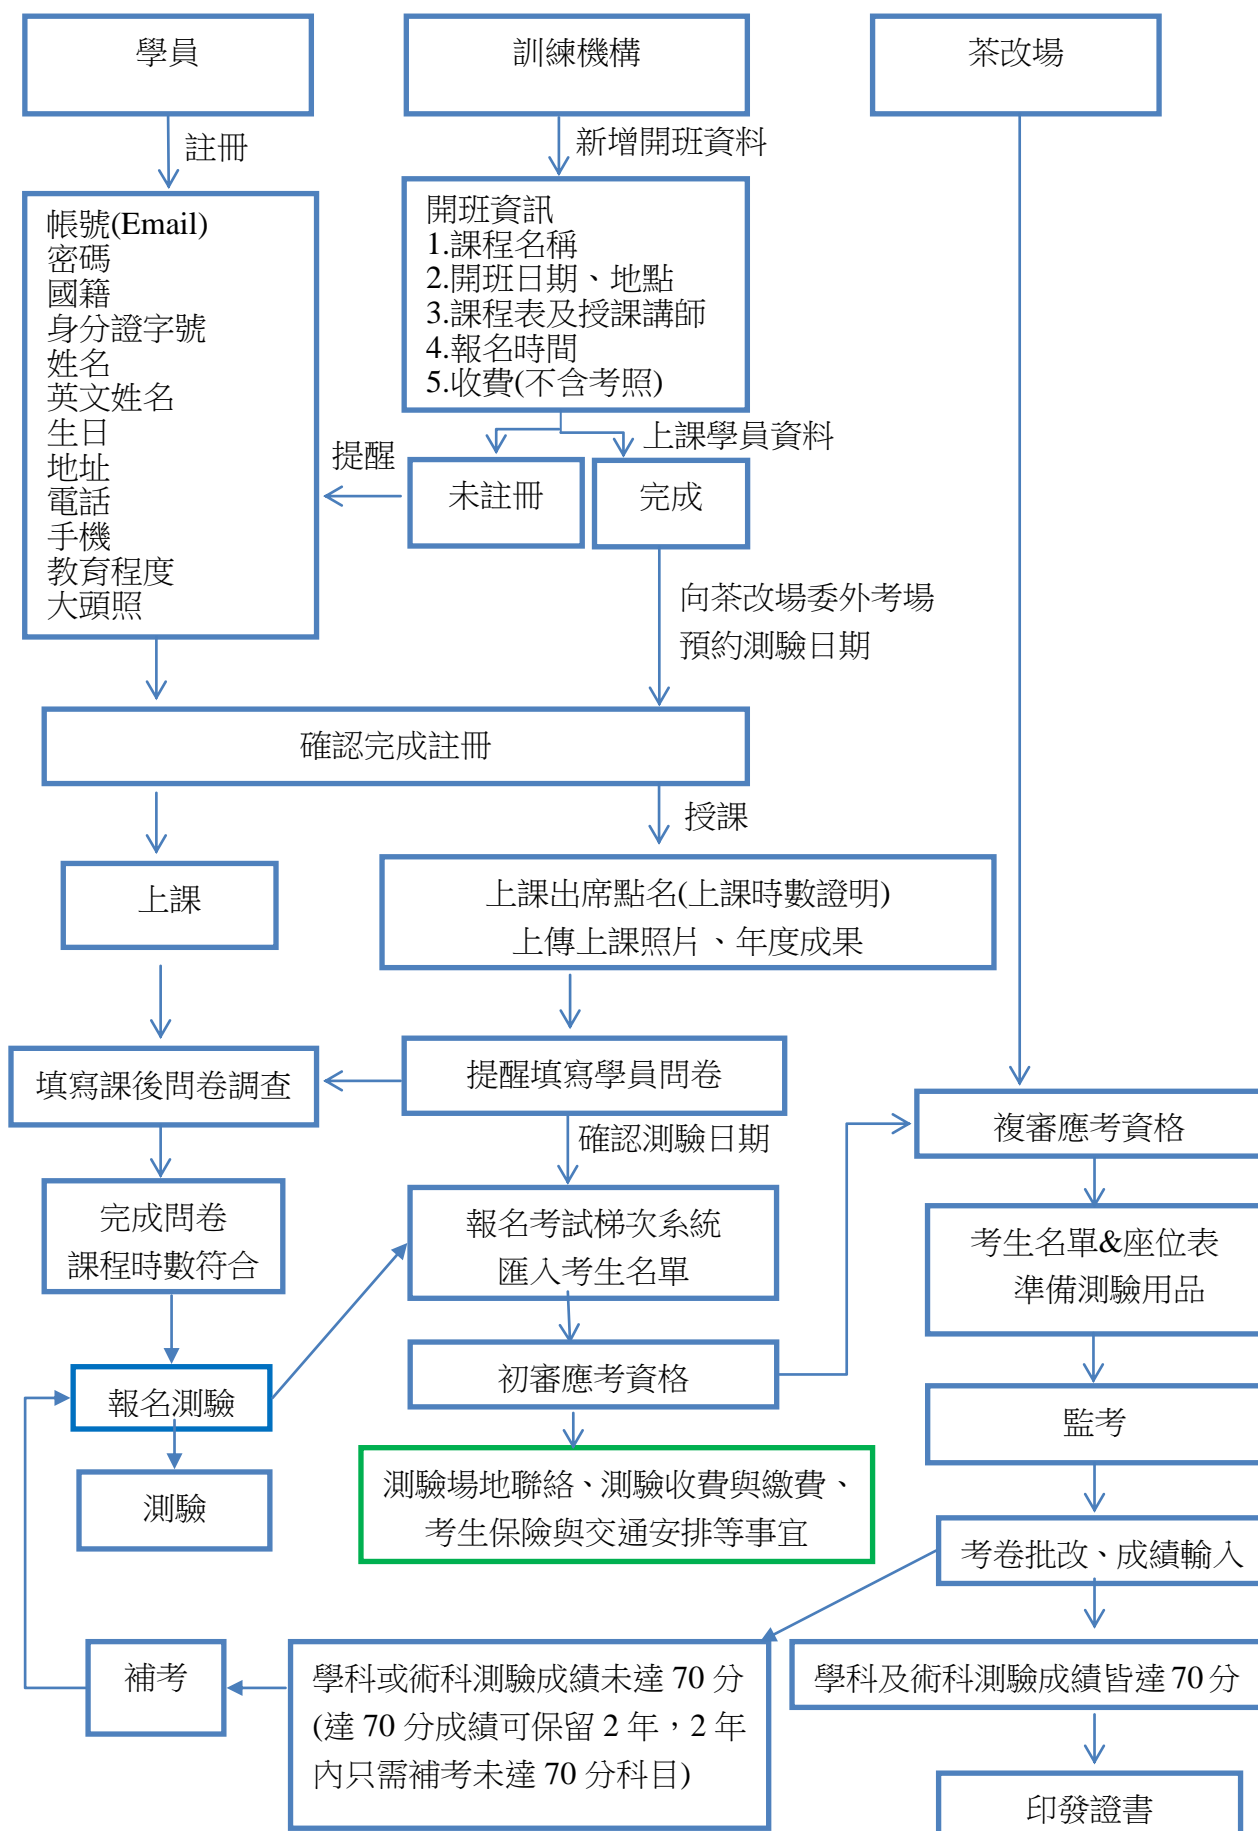 學員
訓練機構
茶改場
註冊
新增開班資料
帳號(Email)
密碼
國籍
身分證字號
姓名
英文姓名
生日
地址
電話
手機
教育程度
大頭照
開班資訊
1.課程名稱
2.開班日期、地點
3.課程表及授課講師
4.報名時間
5.收費(不含考照)
上課學員資料
提醒
未註冊
完成
向茶改場委外考場
預約測驗日期
確認完成註冊
授課
上課
上課出席點名(上課時數證明)
上傳上課照片、年度成果
填寫課後問卷調查
提醒填寫學員問卷
複審應考資格
確認測驗日期
完成問卷
課程時數符合
報名考試梯次系統
匯入考生名單
考生名單&座位表
準備測驗用品
報名測驗
初審應考資格
監考
測驗
測驗場地聯絡、測驗收費與繳費、
考生保險與交通安排等事宜
考卷批改、成績輸入
補考
學科或術科測驗成績未達 70 分
(達 70 分成績可保留 2 年，2 年
內只需補考未達 70 分科目)
學科及術科測驗成績皆達 70 分
印發證書